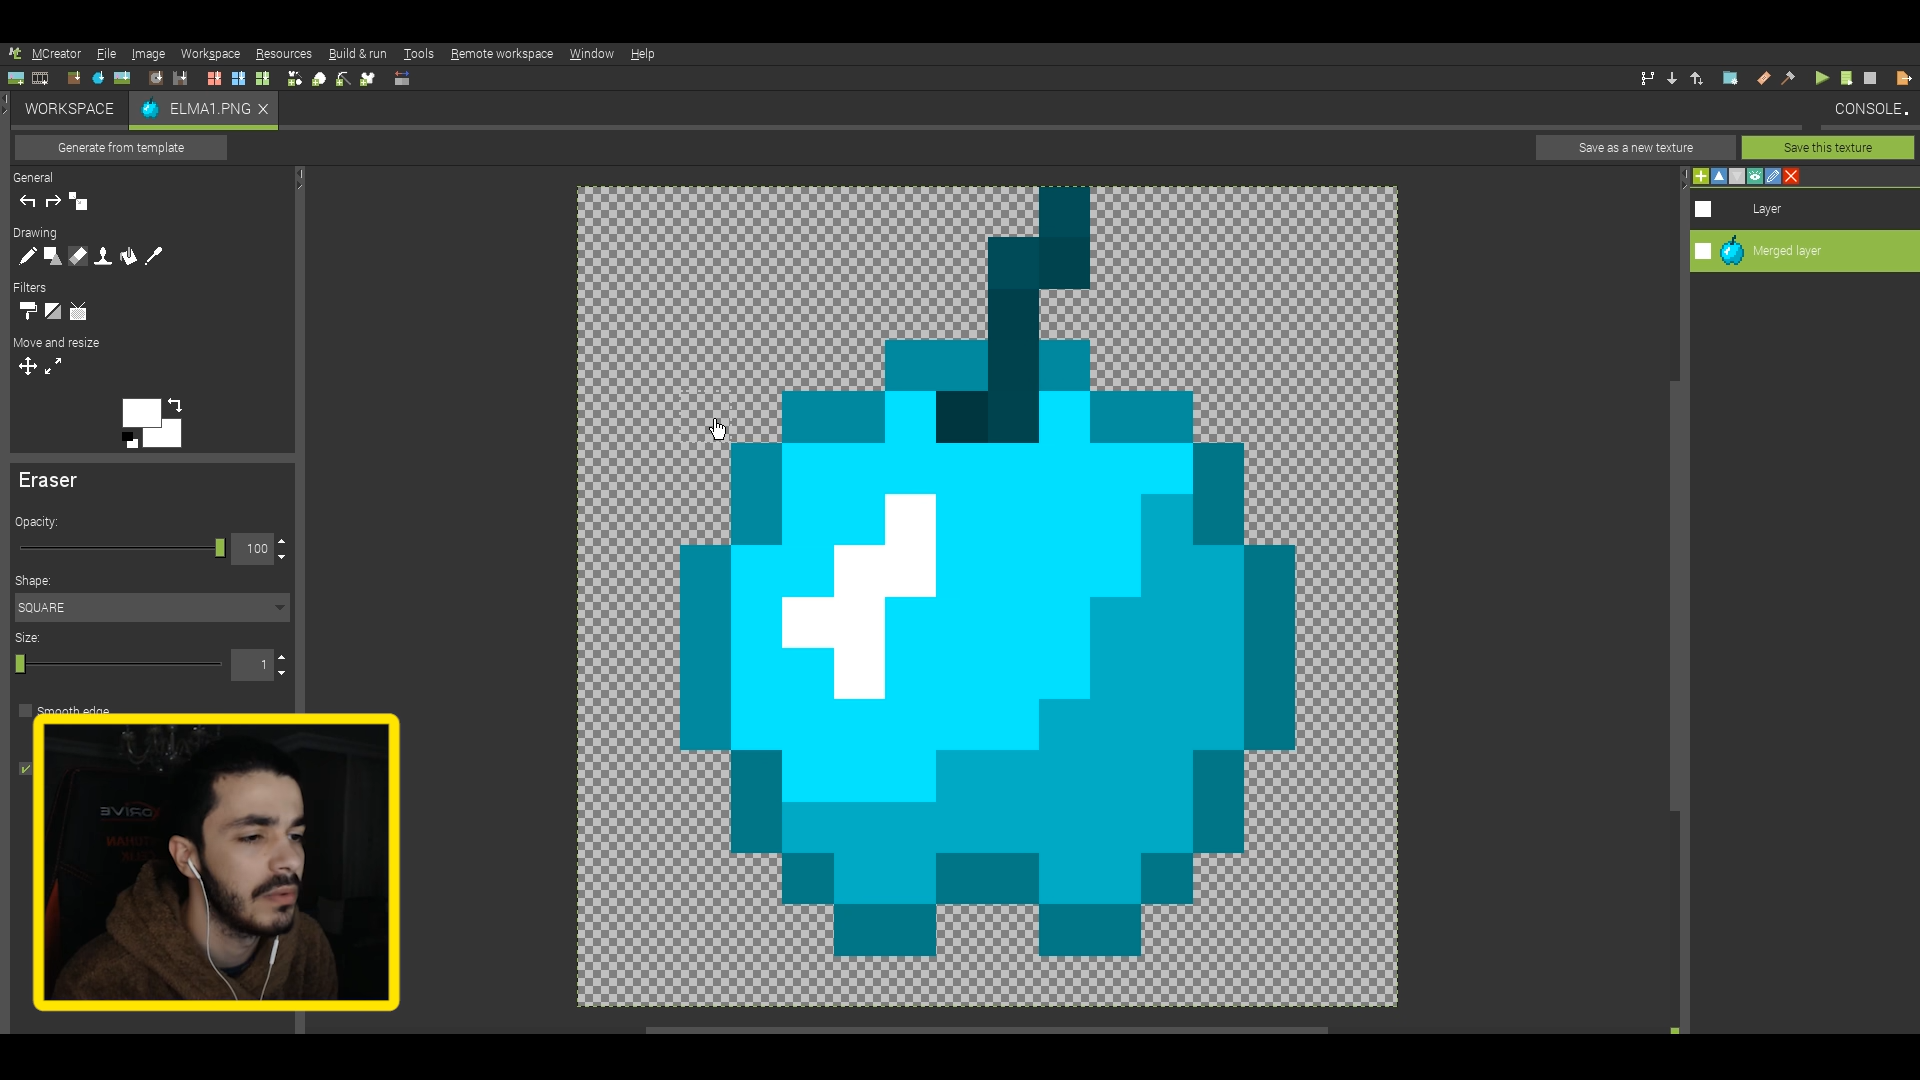 MCreator File Image Workspace Resources Build & run Tools Remote workspace Window Help
WORKSPACE ELMA1.PNG CONSOLE
Generate from template Save as a new texture Save this texture
General
Layer
Drawing
Merged layer
Filters
Move and resize
Eraser
Opacity:
100
Shape:
SQUARE
Size:
1
Smooth edge